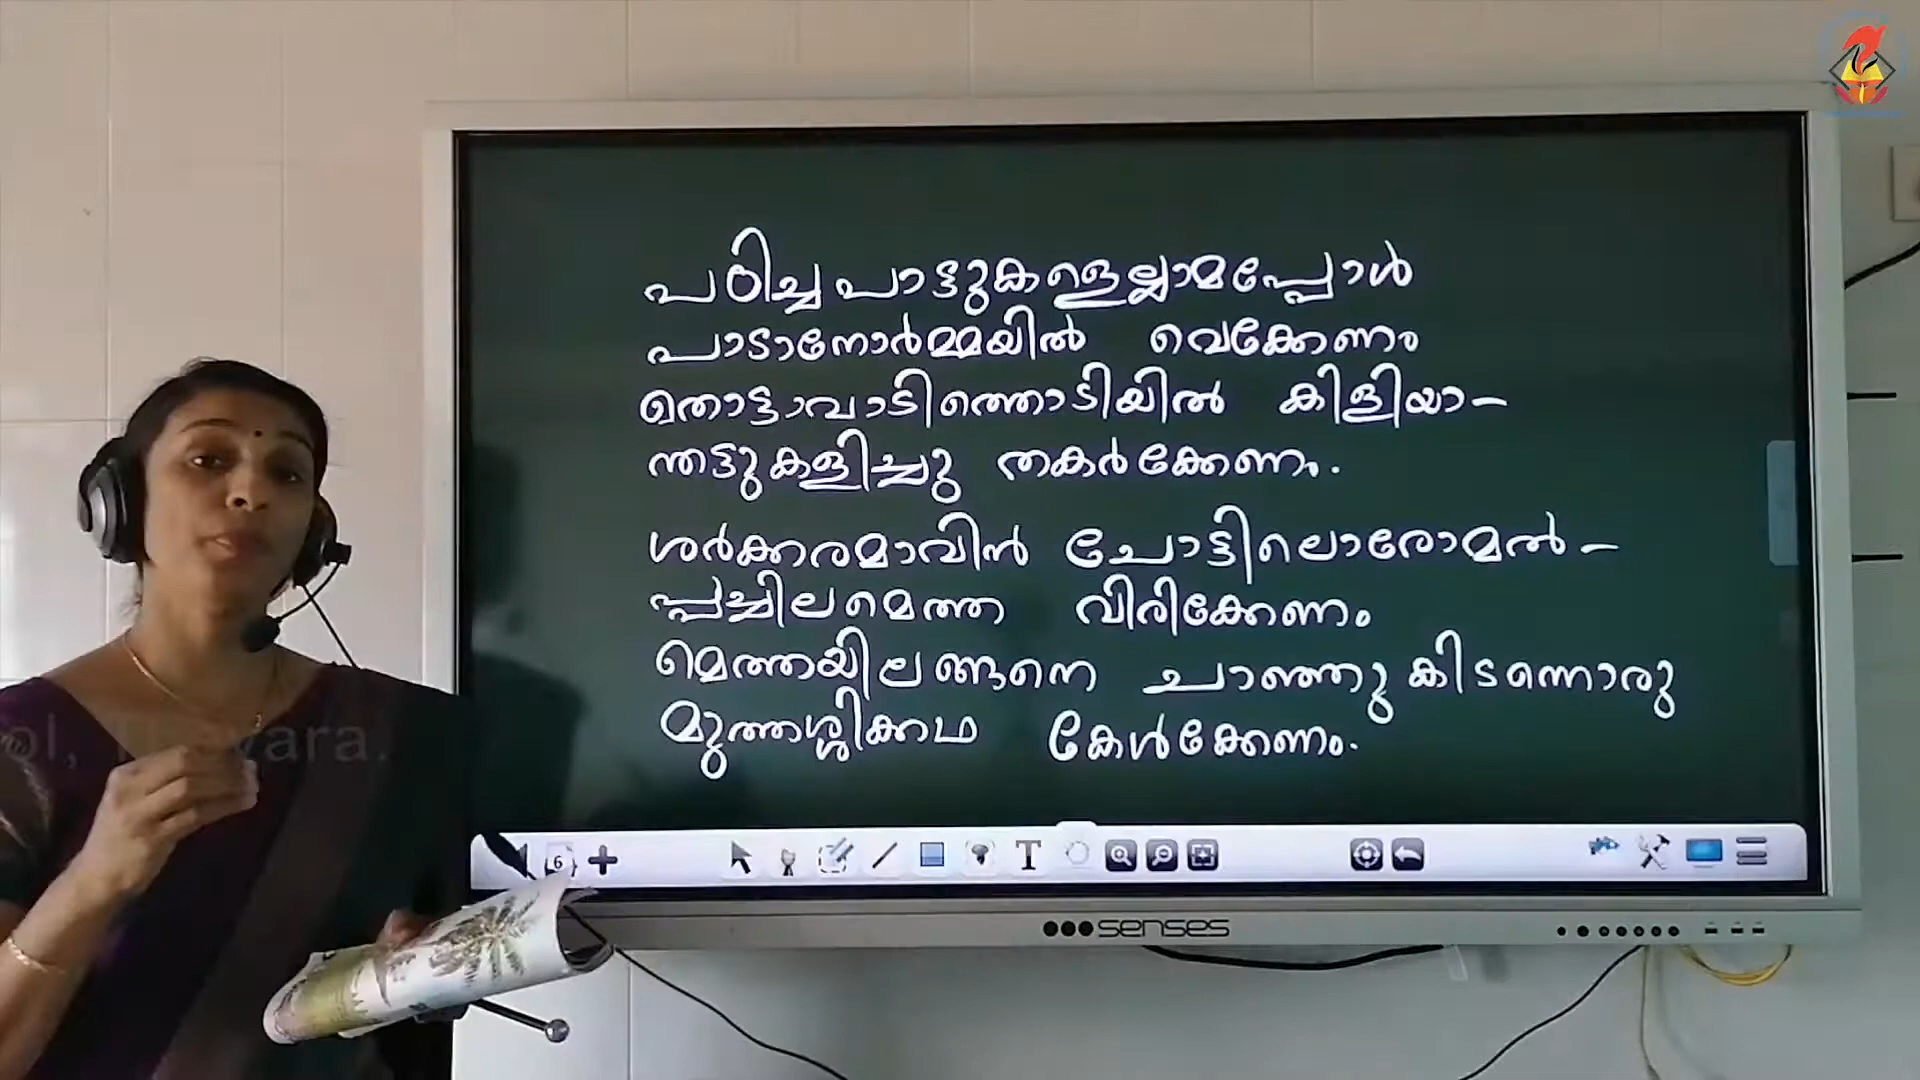 പഠിച്ച പാട്ടുകളെല്ലാമപ്പോൾ
പാടാനോർമ്മയിൽ വെക്കേണം
തൊട്ടാവാടിത്തൊടിയിൽ കിളിയാ-
ന്തട്ടുകളിച്ചു തകർക്കേണം.
ശർക്കരമാവിൻ ചോട്ടിലൊരോമൽ-
പ്പച്ചിലമെത്ത വിരിക്കേണം
മെത്തയിലങ്ങനെ ചാഞ്ഞു കിടന്നൊരു
മുത്തശ്ശിക്കഥ കേൾക്കേണം.
6
T
senses